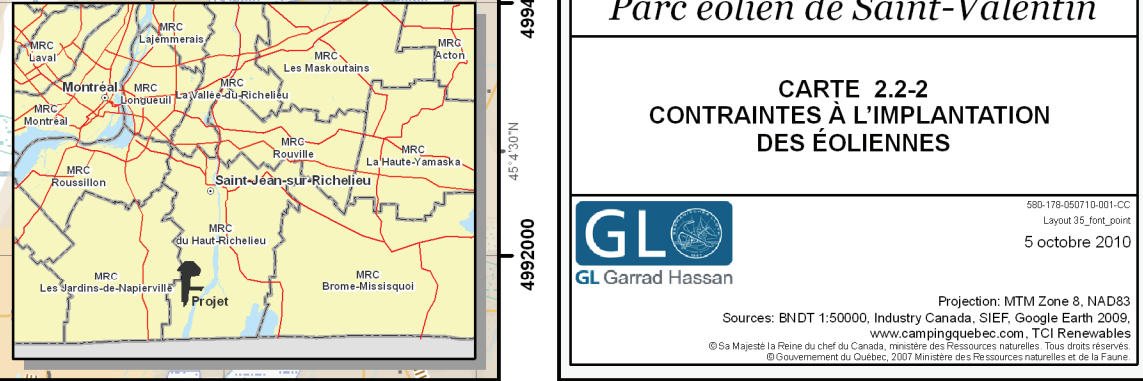 MRC
Lajemmerais
MRC
Laval
MRC
Acton
MRC
Les Maskoutains
Montréal
MRC
Longueuil
MRC
La Vallée-du-Richelieu
MRC
Montréal
MRC
Rouville
MRC
La Haute-Yamaska
MRC
Roussillon
Saint-Jean-sur-Richelieu
MRC
du Haut-Richelieu
MRC
Les Jardins-de-Napierville
MRC
Brome-Missisquoi
Projet
4994
45°4'30"N
4992000
Parc éolien de Saint-Valentin
CARTE 2.2-2
CONTRAINTES À L'IMPLANTATION
DES ÉOLIENNES
GL
GL Garrad Hassan
580-178-050710-001-CC
Layout 35_font_point
5 octobre 2010
Projection: MTM Zone 8, NAD83
Sources: BNDT 1:50000, Industry Canada, SIEF, Google Earth 2009,
www.campingquebec.com, TCI Renewables
© Sa Majesté la Reine du chef du Canada, ministère des Ressources naturelles. Tous droits réservés.
© Gouvernement du Québec, 2007 Ministère des Ressources naturelles et de la Faune.